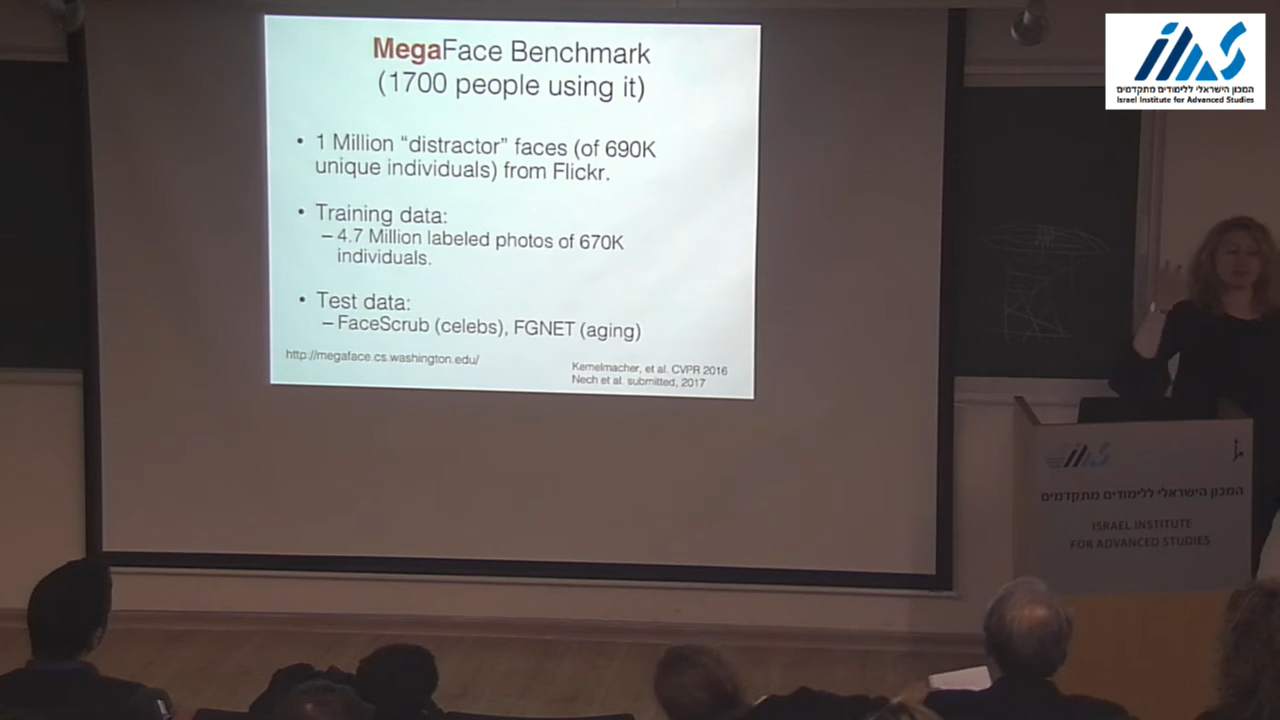 MegaFace Benchmark
(1700 people using it)
• 1 Million “distractor” faces (of 690K
unique individuals) from Flickr.
• Training data:
– 4.7 Million labeled photos of 670K
individuals.
• Test data:
– FaceScrub (celebs), FGNET (aging)
http://megaface.cs.washington.edu/
Kemelmacher, et al. CVPR 2016
Nech et al. submitted, 2017
המכון הישראלי ללימודים מתקדמים
Israel Institute for Advanced Studies
המכון הישראלי ללימודים מתקדמים
ISRAEL INSTITUTE
FOR ADVANCED STUDIES